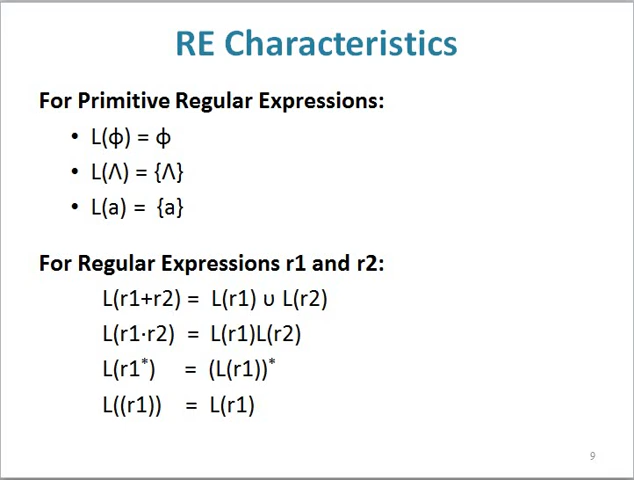 RE Characteristics
For Primitive Regular Expressions:
• L(ϕ) = ϕ
• L(Λ) = {Λ}
• L(a) = {a}
For Regular Expressions r1 and r2:
L(r1+r2) = L(r1) υ L(r2)
L(r1·r2) = L(r1)L(r2)
L(r1*) = (L(r1))*
L((r1)) = L(r1)
9